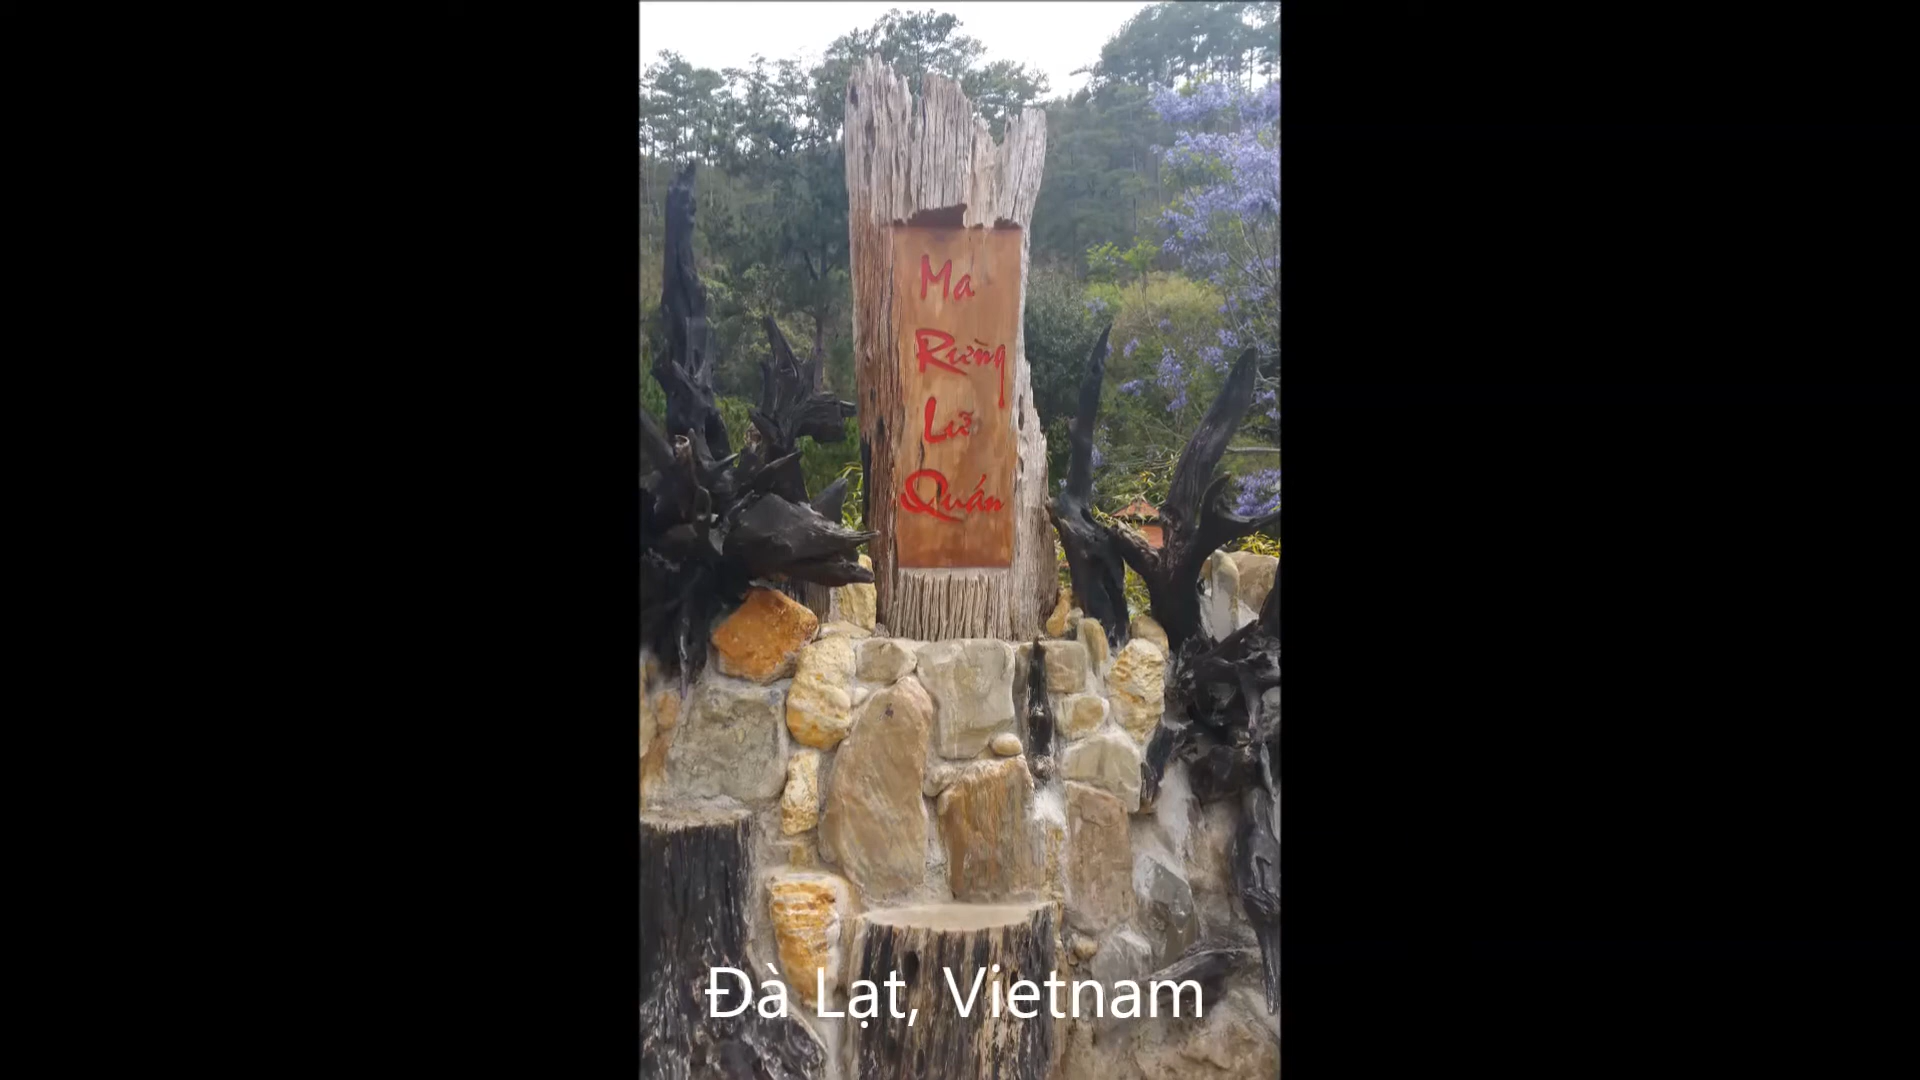 Ma
Rừng
Lữ
Quán
Đà Lạt, Vietnam